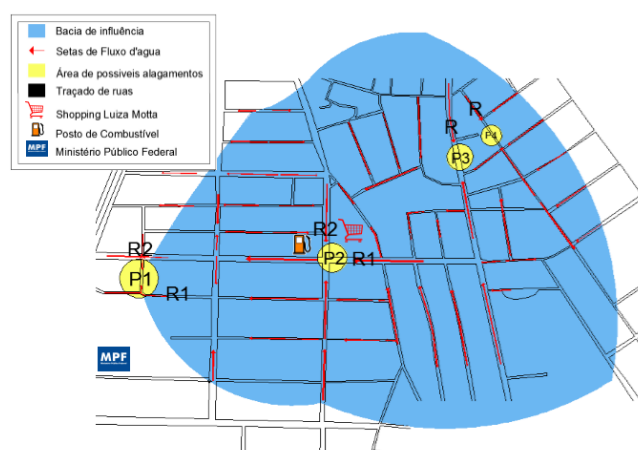 Bacia de influência
Setas de Fluxo d'agua
Área de possiveis alagamentos
Traçado de ruas
Shopping Luiza Motta
Posto de Combustível
MPF
Ministério Público Federal
R
R
P4
P3
R2
R2
P2
R1
P1
R1
MPF